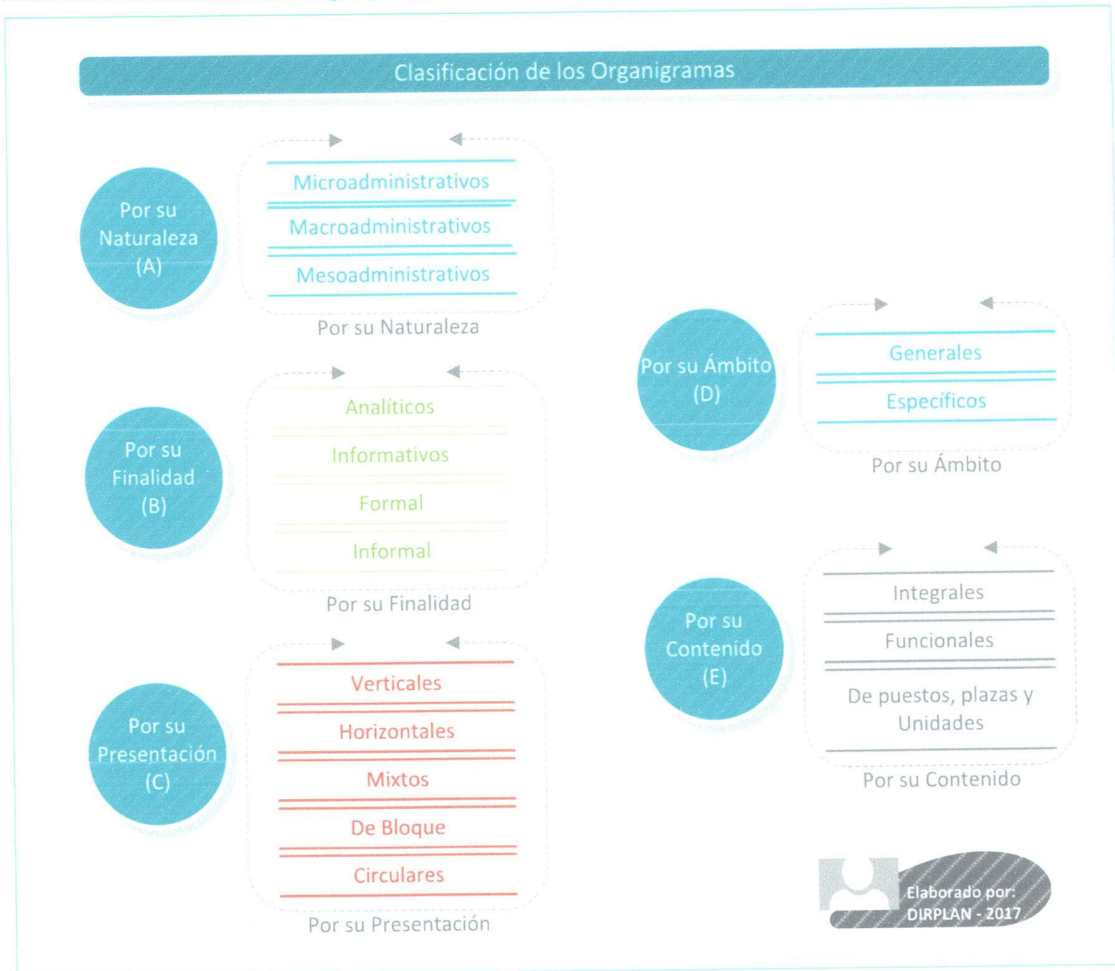 Clasificación de los Organigramas
Por su
Naturaleza
(A)
Microadministrativos
Macroadministrativos
Mesoadministrativos
Por su Naturaleza
Por su
Finalidad
(B)
Analíticos
Informativos
Formal
Informal
Por su Finalidad
Por su
Presentación
(C)
Verticales
Horizontales
Mixtos
De Bloque
Circulares
Por su Presentación
Por su Ámbito
(D)
Generales
Específicos
Por su Ámbito
Por su
Contenido
(E)
Integrales
Funcionales
De puestos, plazas y
Unidades
Por su Contenido
Elaborado por:
DIRPLAN - 2017